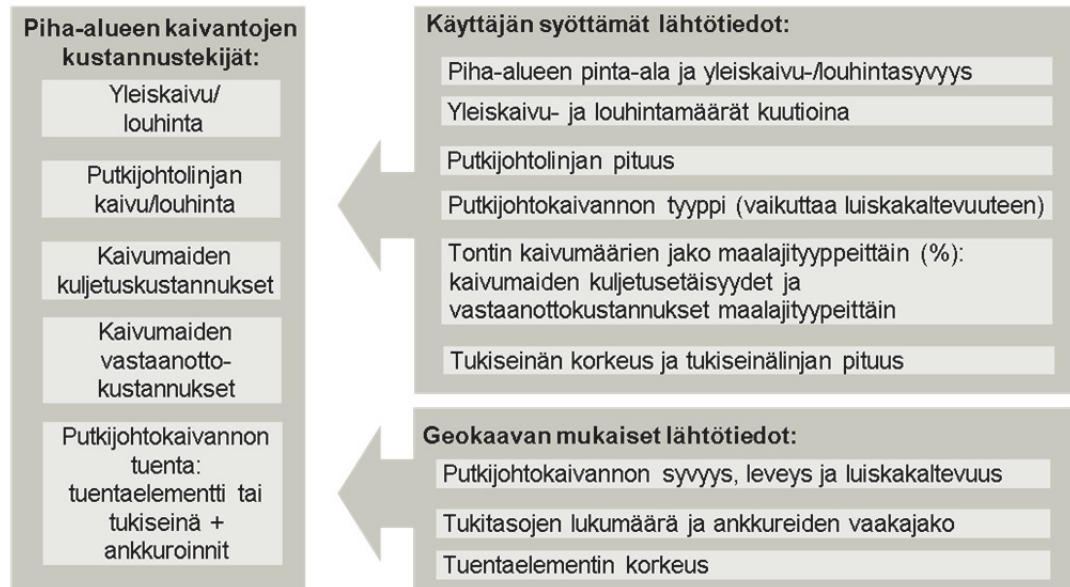 Piha-alueen kaivantojen
kustannustekijät:
Yleiskaivu/
louhinta
Putkijohtolinjan
kaivu/louhinta
Kaivumaiden
kuljetuskustannukset
Kaivumaiden
vastaanotto-
kustannukset
Putkijohtokaivannon
tuenta:
tuentaelementti tai
tukiseinä +
ankkuroinnit
Käyttäjän syöttämät lähtötiedot:
Piha-alueen pinta-ala ja yleiskaivu-/louhintasyvyys
Yleiskaivu- ja louhintamäärät kuutioina
Putkijohtolinjan pituus
Putkijohtokaivannon tyyppi (vaikuttaa luiskakaltevuuteen)
Tontin kaivumäärien jako maalajityyppeittäin (%):
kaivumaiden kuljetusetäisyydet ja
vastaanottokustannukset maalajityypeittäin
Tukiseinän korkeus ja tukiseinälinjan pituus
Geokaavan mukaiset lähtötiedot:
Putkijohtokaivannon syvyys, leveys ja luiskakaltevuus
Tukitasojen lukumäärä ja ankkureiden vaakajako
Tuentaelementin korkeus